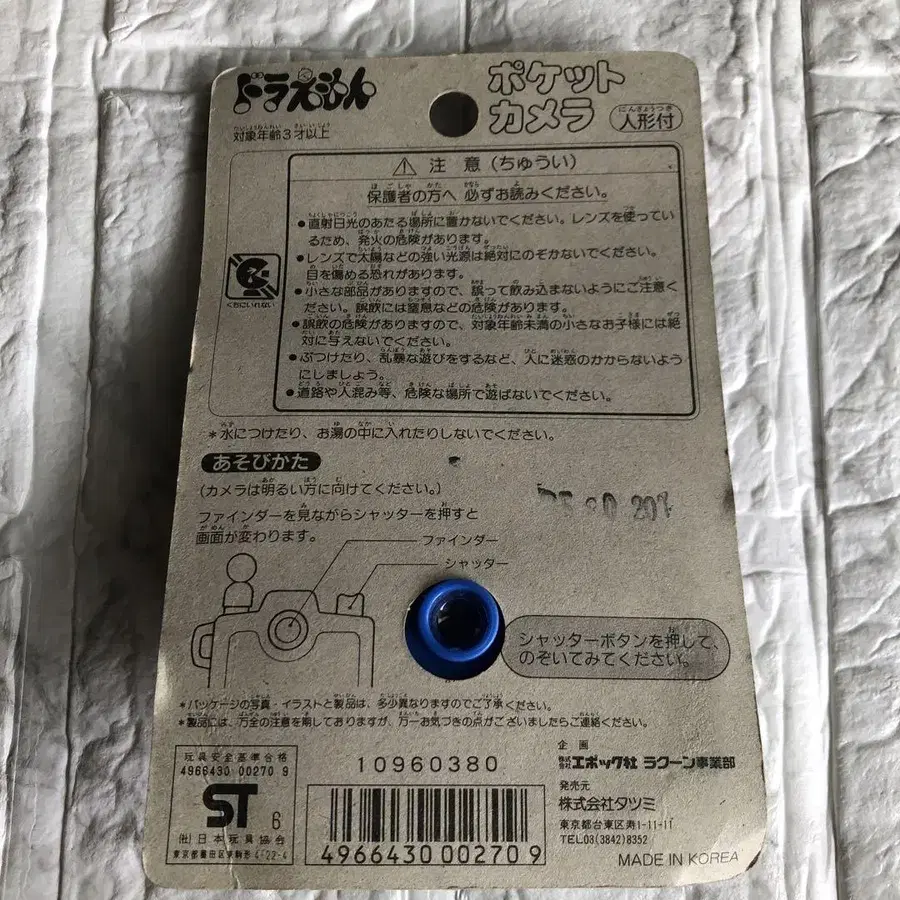 ドラえもん
ポケット
カメラ
人形付
対象年齢3才以上
⚠ 注意(ちゅうい)
保護者の方へ 必ずお読みください。
●直射日光のあたる場所に置かないでください。レンズを使ってい
るため、発火の危険があります。
●レンズで太陽などの強い光源は絶対にのぞかないでください。
目を傷める恐れがあります。
●小さな部品がありますので、誤って飲み込まないようにご注意く
ださい。誤飲には窒息などの危険があります。
●誤飲の危険がありますので、対象年齢未満の小さなお子様には絶
対に与えないでください。
●ぶつけたり、乱暴な遊びをするなど、人に迷惑のかからないよう
にしましょう。
●道路や人混み等、危険な場所で遊ばないでください。
くちにいれない
*水につけたり、お湯の中に入れたりしないでください。
あそびかた
(カメラは明るい方に向けてください。)
ファインダーを見ながらシャッターを押すと
画面が変わります。
ファインダー
シャッター
シャッターボタンを押して、
のぞいてみてください。
*パッケージの写真・イラストと製品は、多少異なりますのでご了承ください。
*製品には、万全の注意を期しておりますが、万一お気づきの点がございましたらご連絡ください。
玩具安全基準合格
4966430 00270 9
ST 6
(社)日本玩具協会
東京都墨田区東駒形 4-22-4
10960380
4966430 00270 9
企画
株式会社エポック社 ラクーン事業部
発売元
株式会社タツミ
東京都台東区寿1-11-11
TEL.03(3842)8352
MADE IN KOREA